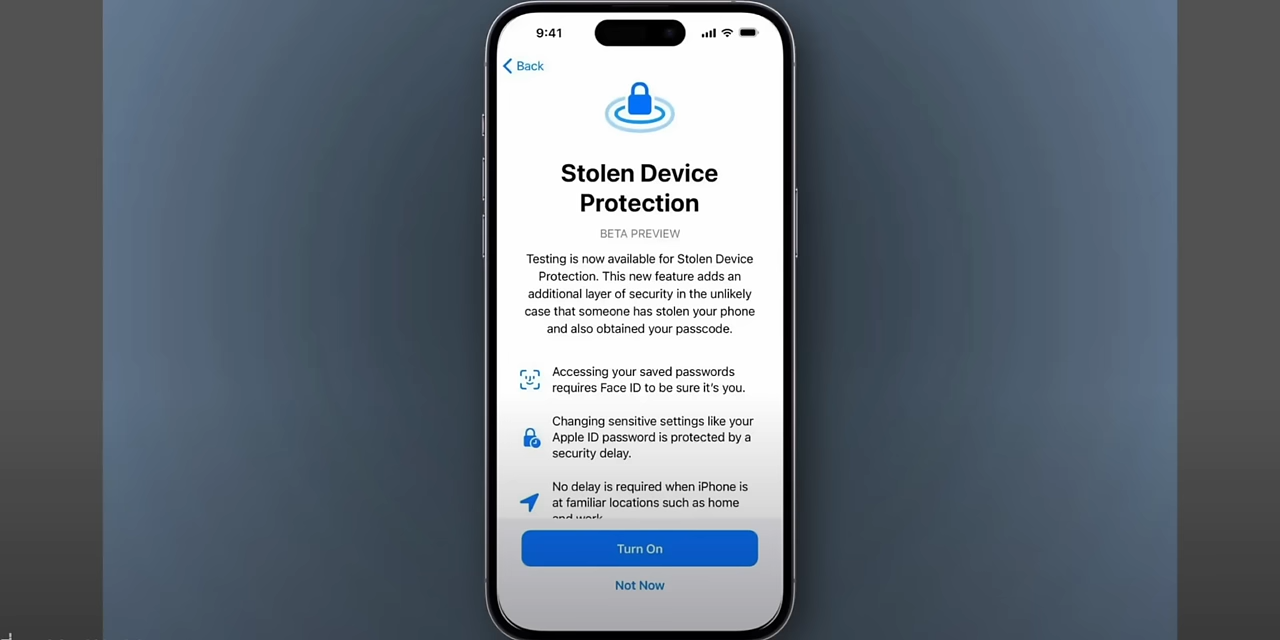 9:41
Back
Stolen Device
Protection
BETA PREVIEW
Testing is now available for Stolen Device
Protection. This new feature adds an
additional layer of security in the unlikely
case that someone has stolen your phone
and also obtained your passcode.
Accessing your saved passwords
requires Face ID to be sure it's you.
Changing sensitive settings like your
Apple ID password is protected by a
security delay.
No delay is required when iPhone is
at familiar locations such as home
and work.
Turn On
Not Now